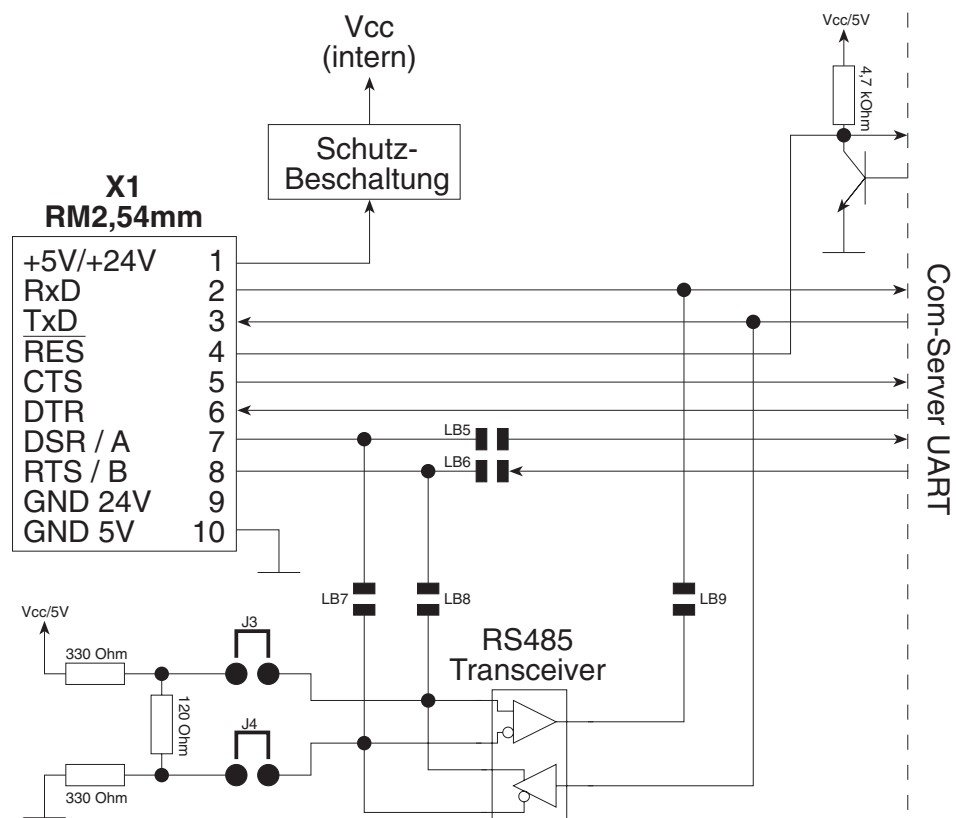 Vcc
(intern)
Vcc/5V
4,7 kOhm
Schutz-
Beschaltung
X1
RM2,54mm
+5V/+24V 1
RxD 2
TxD 3
RES 4
CTS 5
DTR 6
DSR / A 7
RTS / B 8
GND 24V 9
GND 5V 10
LB5
LB6
Com-Server UART
LB7
LB8
LB9
Vcc/5V
330 Ohm
J3
120 Ohm
J4
330 Ohm
RS485
Transceiver